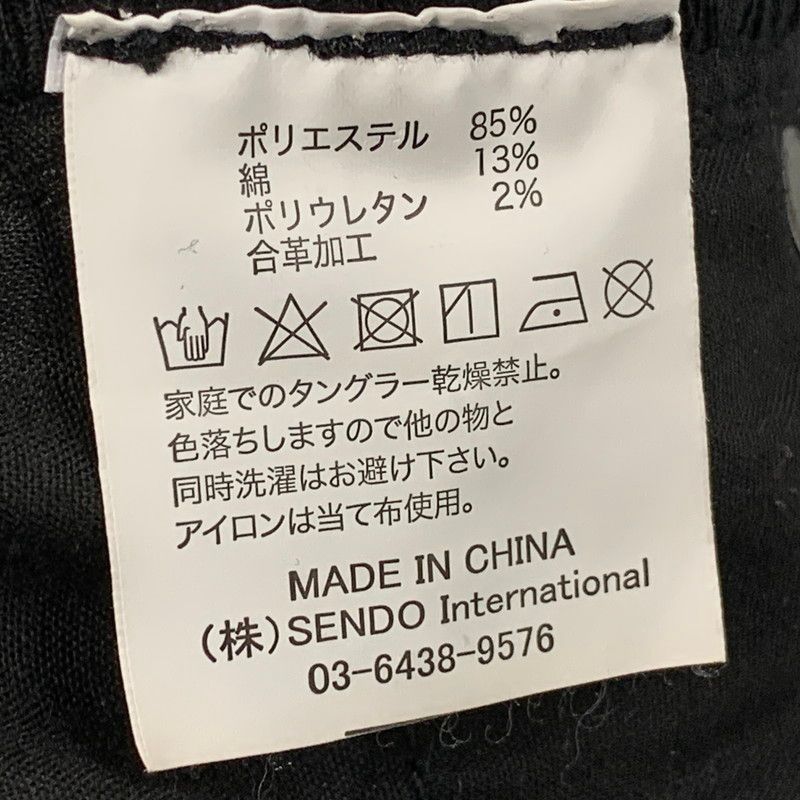 ポリエステル 85%
綿 13%
ポリウレタン 2%
合革加工
家庭でのタングラー乾燥禁止。
色落ちしますので他の物と
同時洗濯はお避け下さい。
アイロンは当て布使用。
MADE IN CHINA
（株）SENDO International
03-6438-9576